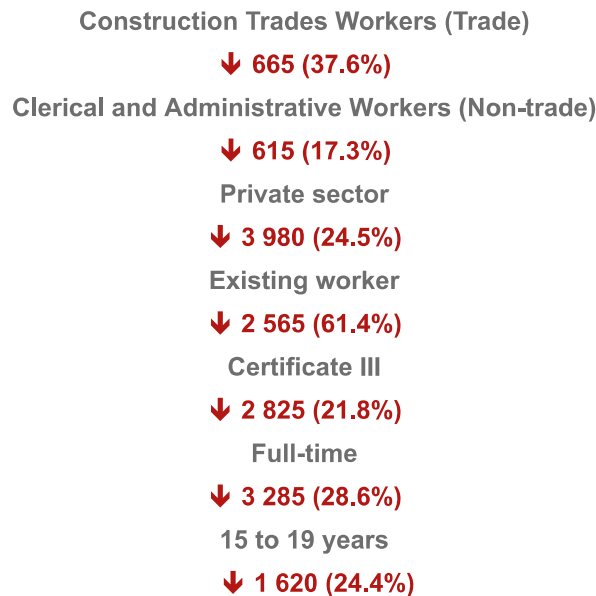 Construction Trades Workers (Trade)
↓ 665 (37.6%)
Clerical and Administrative Workers (Non-trade)
↓ 615 (17.3%)
Private sector
↓ 3 980 (24.5%)
Existing worker
↓ 2 565 (61.4%)
Certificate III
↓ 2 825 (21.8%)
Full-time
↓ 3 285 (28.6%)
15 to 19 years
↓ 1 620 (24.4%)